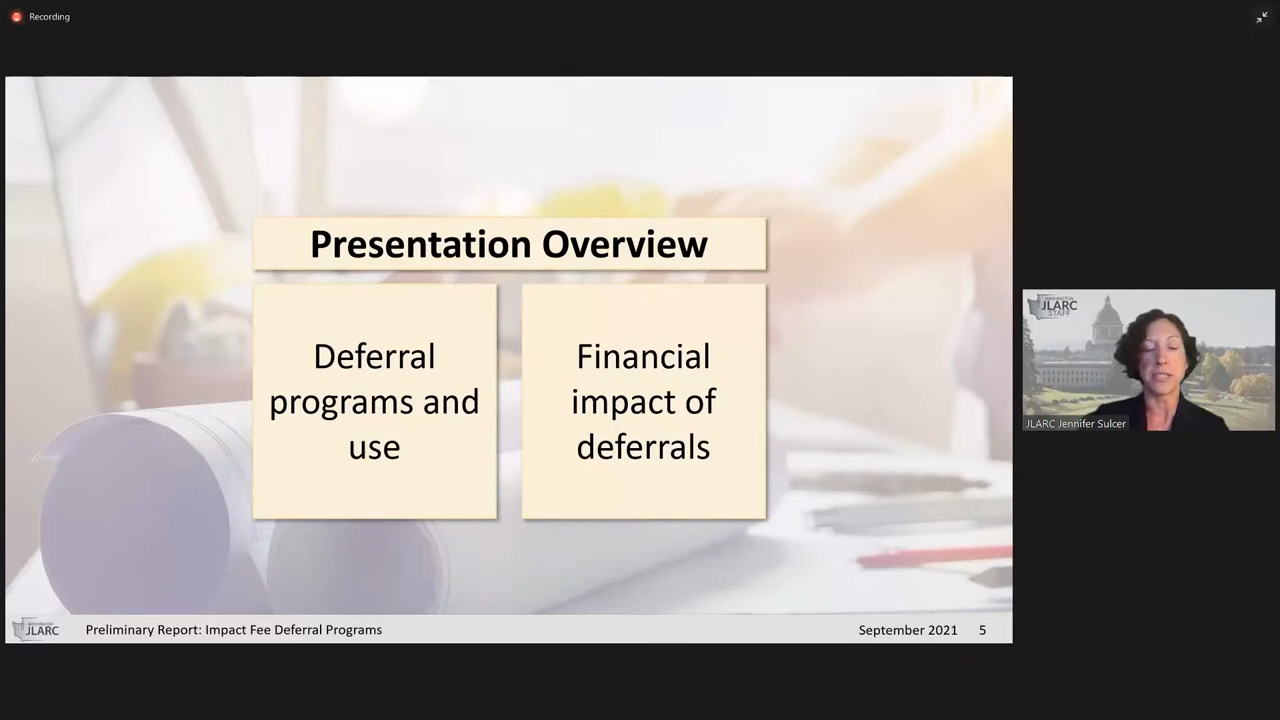 Recording
Presentation Overview
Deferral
programs and
use
Financial
impact of
deferrals
WASHINGTON
JLARC
STAFF
JLARC Jennifer Sulcer
JLARC
Preliminary Report: Impact Fee Deferral Programs
September 2021 5